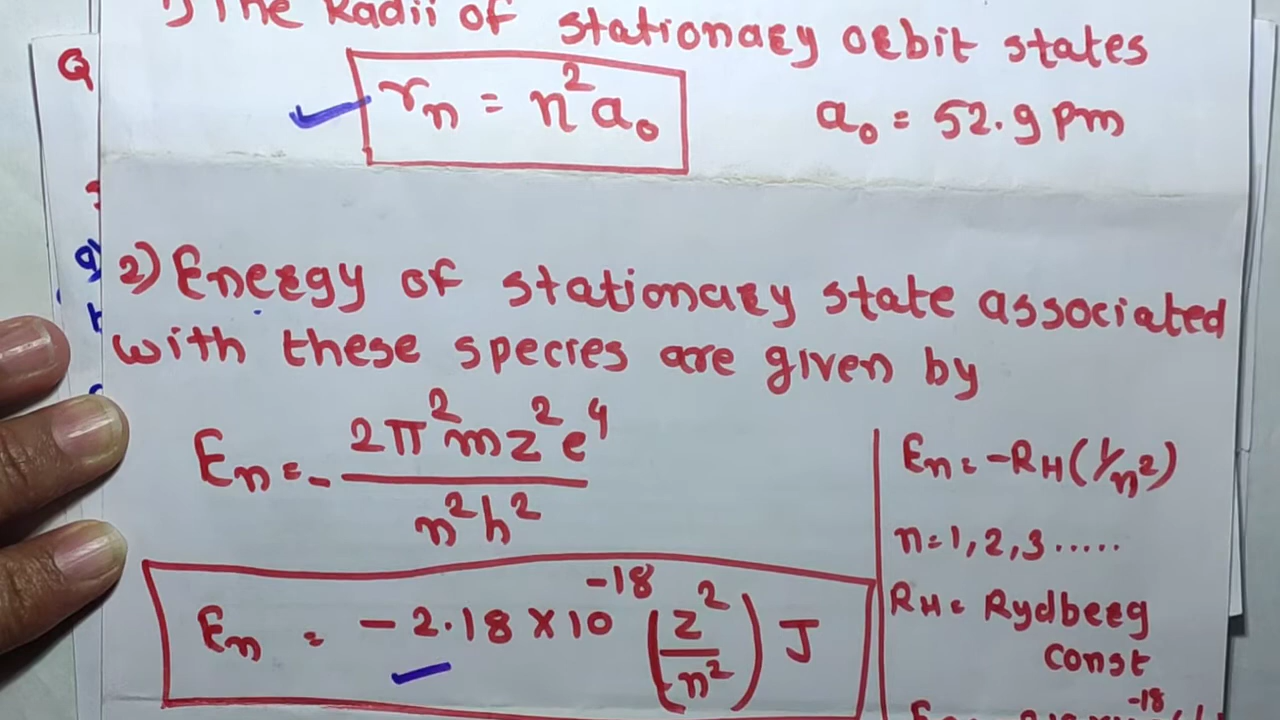 1) The Radii of stationary orbit states
rn = n²a₀
a₀ = 52.9 pm
Q
2) Energy of stationary state associated
with these species are given by
En = - 2π²mz²e⁴ / n²h²
En = -2.18 × 10⁻¹⁸ (z²/n²) J
En = -RH (1/n²)
n = 1, 2, 3 .....
RH = Rydberg
const